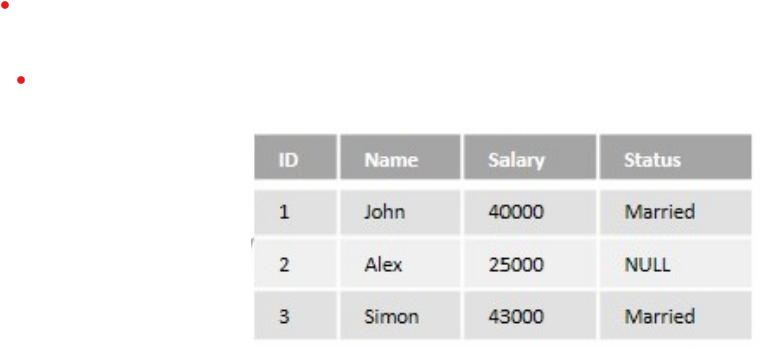 ID Name Salary Status
1 John 40000 Married
2 Alex 25000 NULL
3 Simon 43000 Married